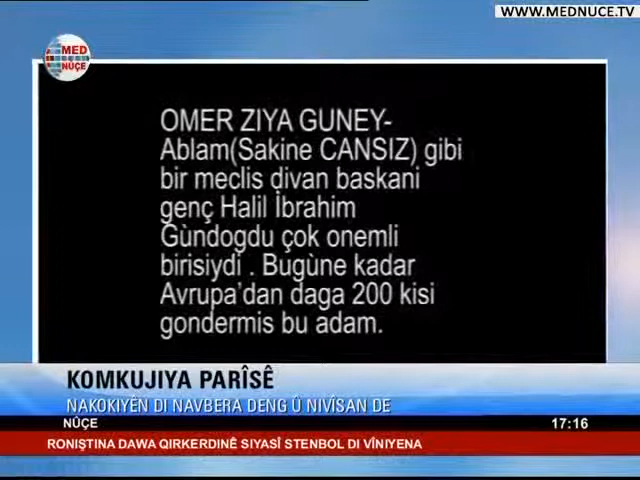 WWW.MEDNUCE.TV
MED
NÛÇE
OMER ZIYA GUNEY-
Ablam(Sakine CANSIZ) gibi
bir meclis divan baskani
genç Halil İbrahim
Gùndogdu çok onemli
birisiydi . Bugùne kadar
Avrupa'dan daga 200 kisi
gondermis bu adam.
KOMKUJIYA PARÎSÊ
NAKOKIYÊN DI NAVBERA DENG Û NIVÎSAN DE
NÛÇE
17:16
RONIŞTINA DAWA QIRKERDINÊ SIYASÎ STENBOL DI VÎNIYENA